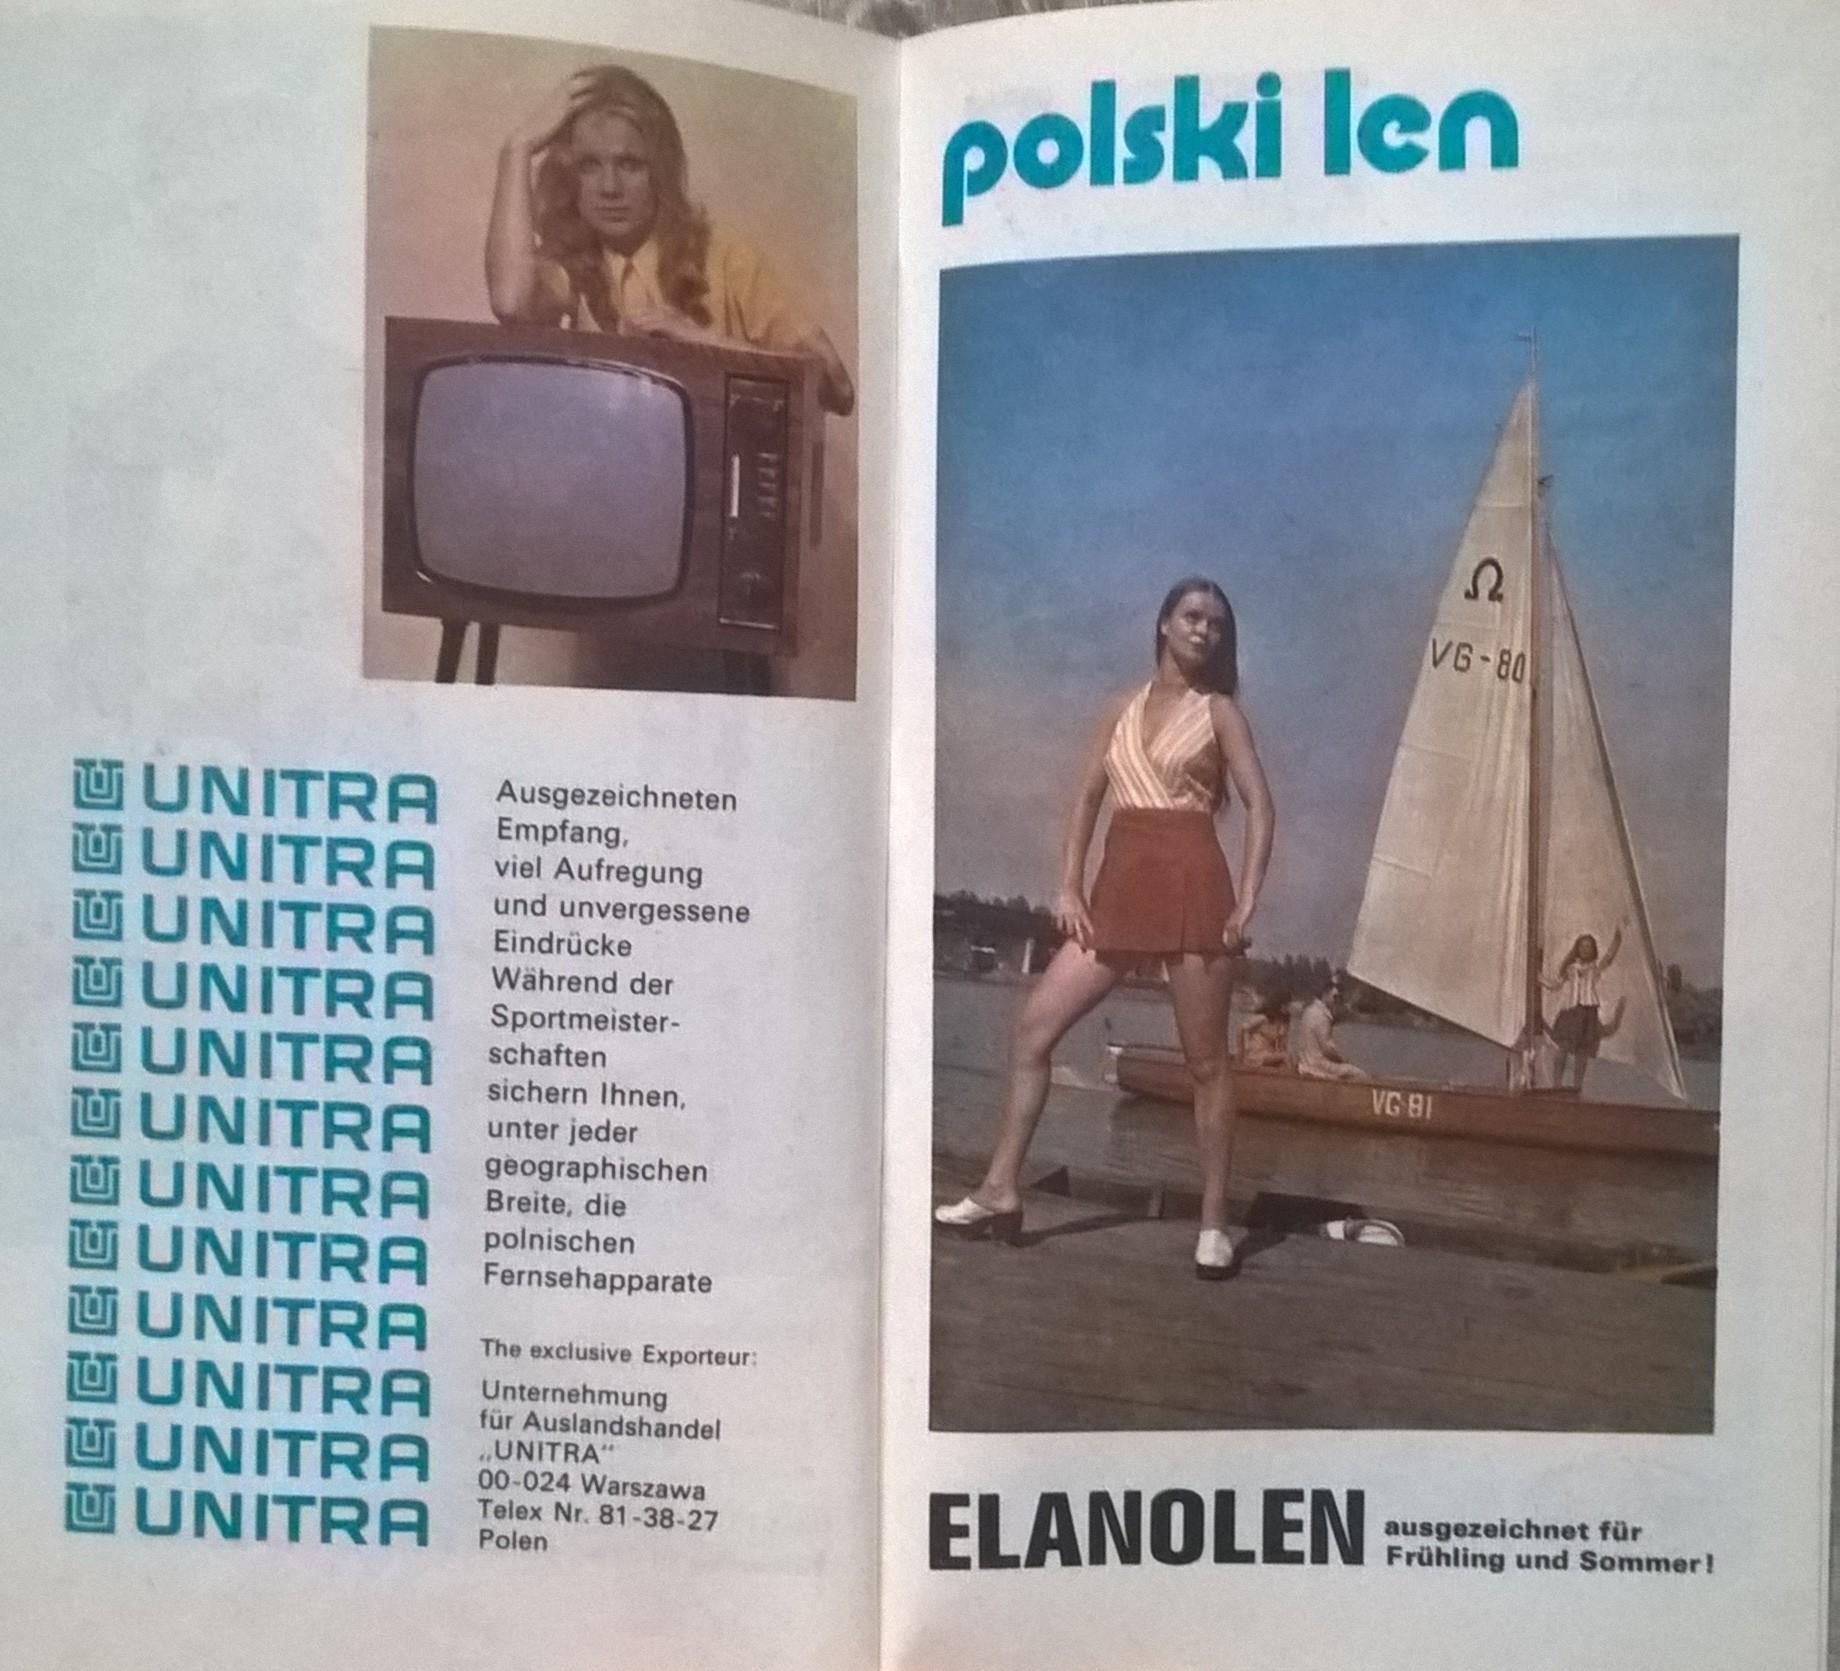 UNITRA
UNITRA
UNITRA
UNITRA
UNITRA
UNITRA
UNITRA
UNITRA
UNITRA
UNITRA
UNITRA
UNITRA
Ausgezeichneten
Empfang,
viel Aufregung
und unvergessene
Eindrücke
Während der
Sportmeister-
schaften
sichern Ihnen,
unter jeder
geographischen
Breite, die
polnischen
Fernsehapparate
The exclusive Exporteur:
Unternehmung
für Auslandshandel
„UNITRA“
00-024 Warszawa
Telex Nr. 81-38-27
Polen
polski len
Ω
VG-80
VG-81
ELANOLEN
ausgezeichnet für
Frühling und Sommer!